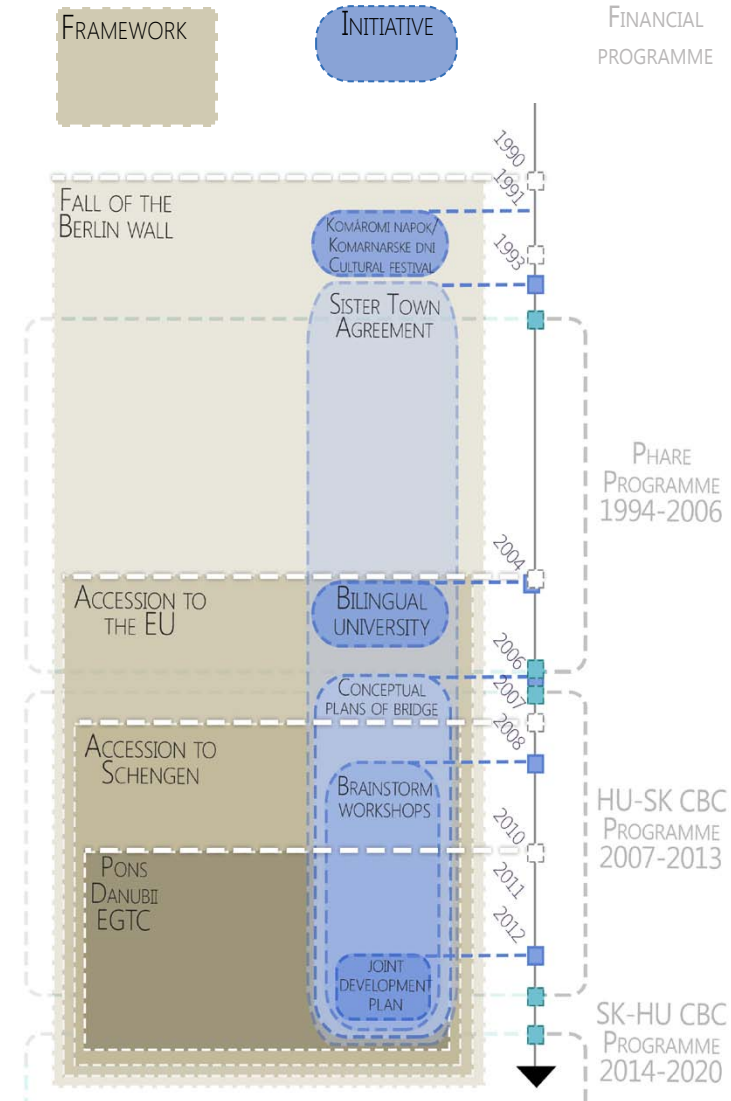 FRAMEWORK
INITIATIVE
FINANCIAL
PROGRAMME
1990
1991
FALL OF THE
BERLIN WALL
KOMÁROMI NAPOK/
KOMARNARSKE DNI
CULTURAL FESTIVAL
1993
SISTER TOWN
AGREEMENT
PHARE
PROGRAMME
1994-2006
2004
ACCESSION TO
THE EU
BILINGUAL
UNIVERSITY
2006
2007
CONCEPTUAL
PLANS OF BRIDGE
2008
ACCESSION TO
SCHENGEN
BRAINSTORM
WORKSHOPS
HU-SK CBC
PROGRAMME
2007-2013
2010
PONS
DANUBII
EGTC
2011
2012
JOINT
DEVELOPMENT
PLAN
SK-HU CBC
PROGRAMME
2014-2020